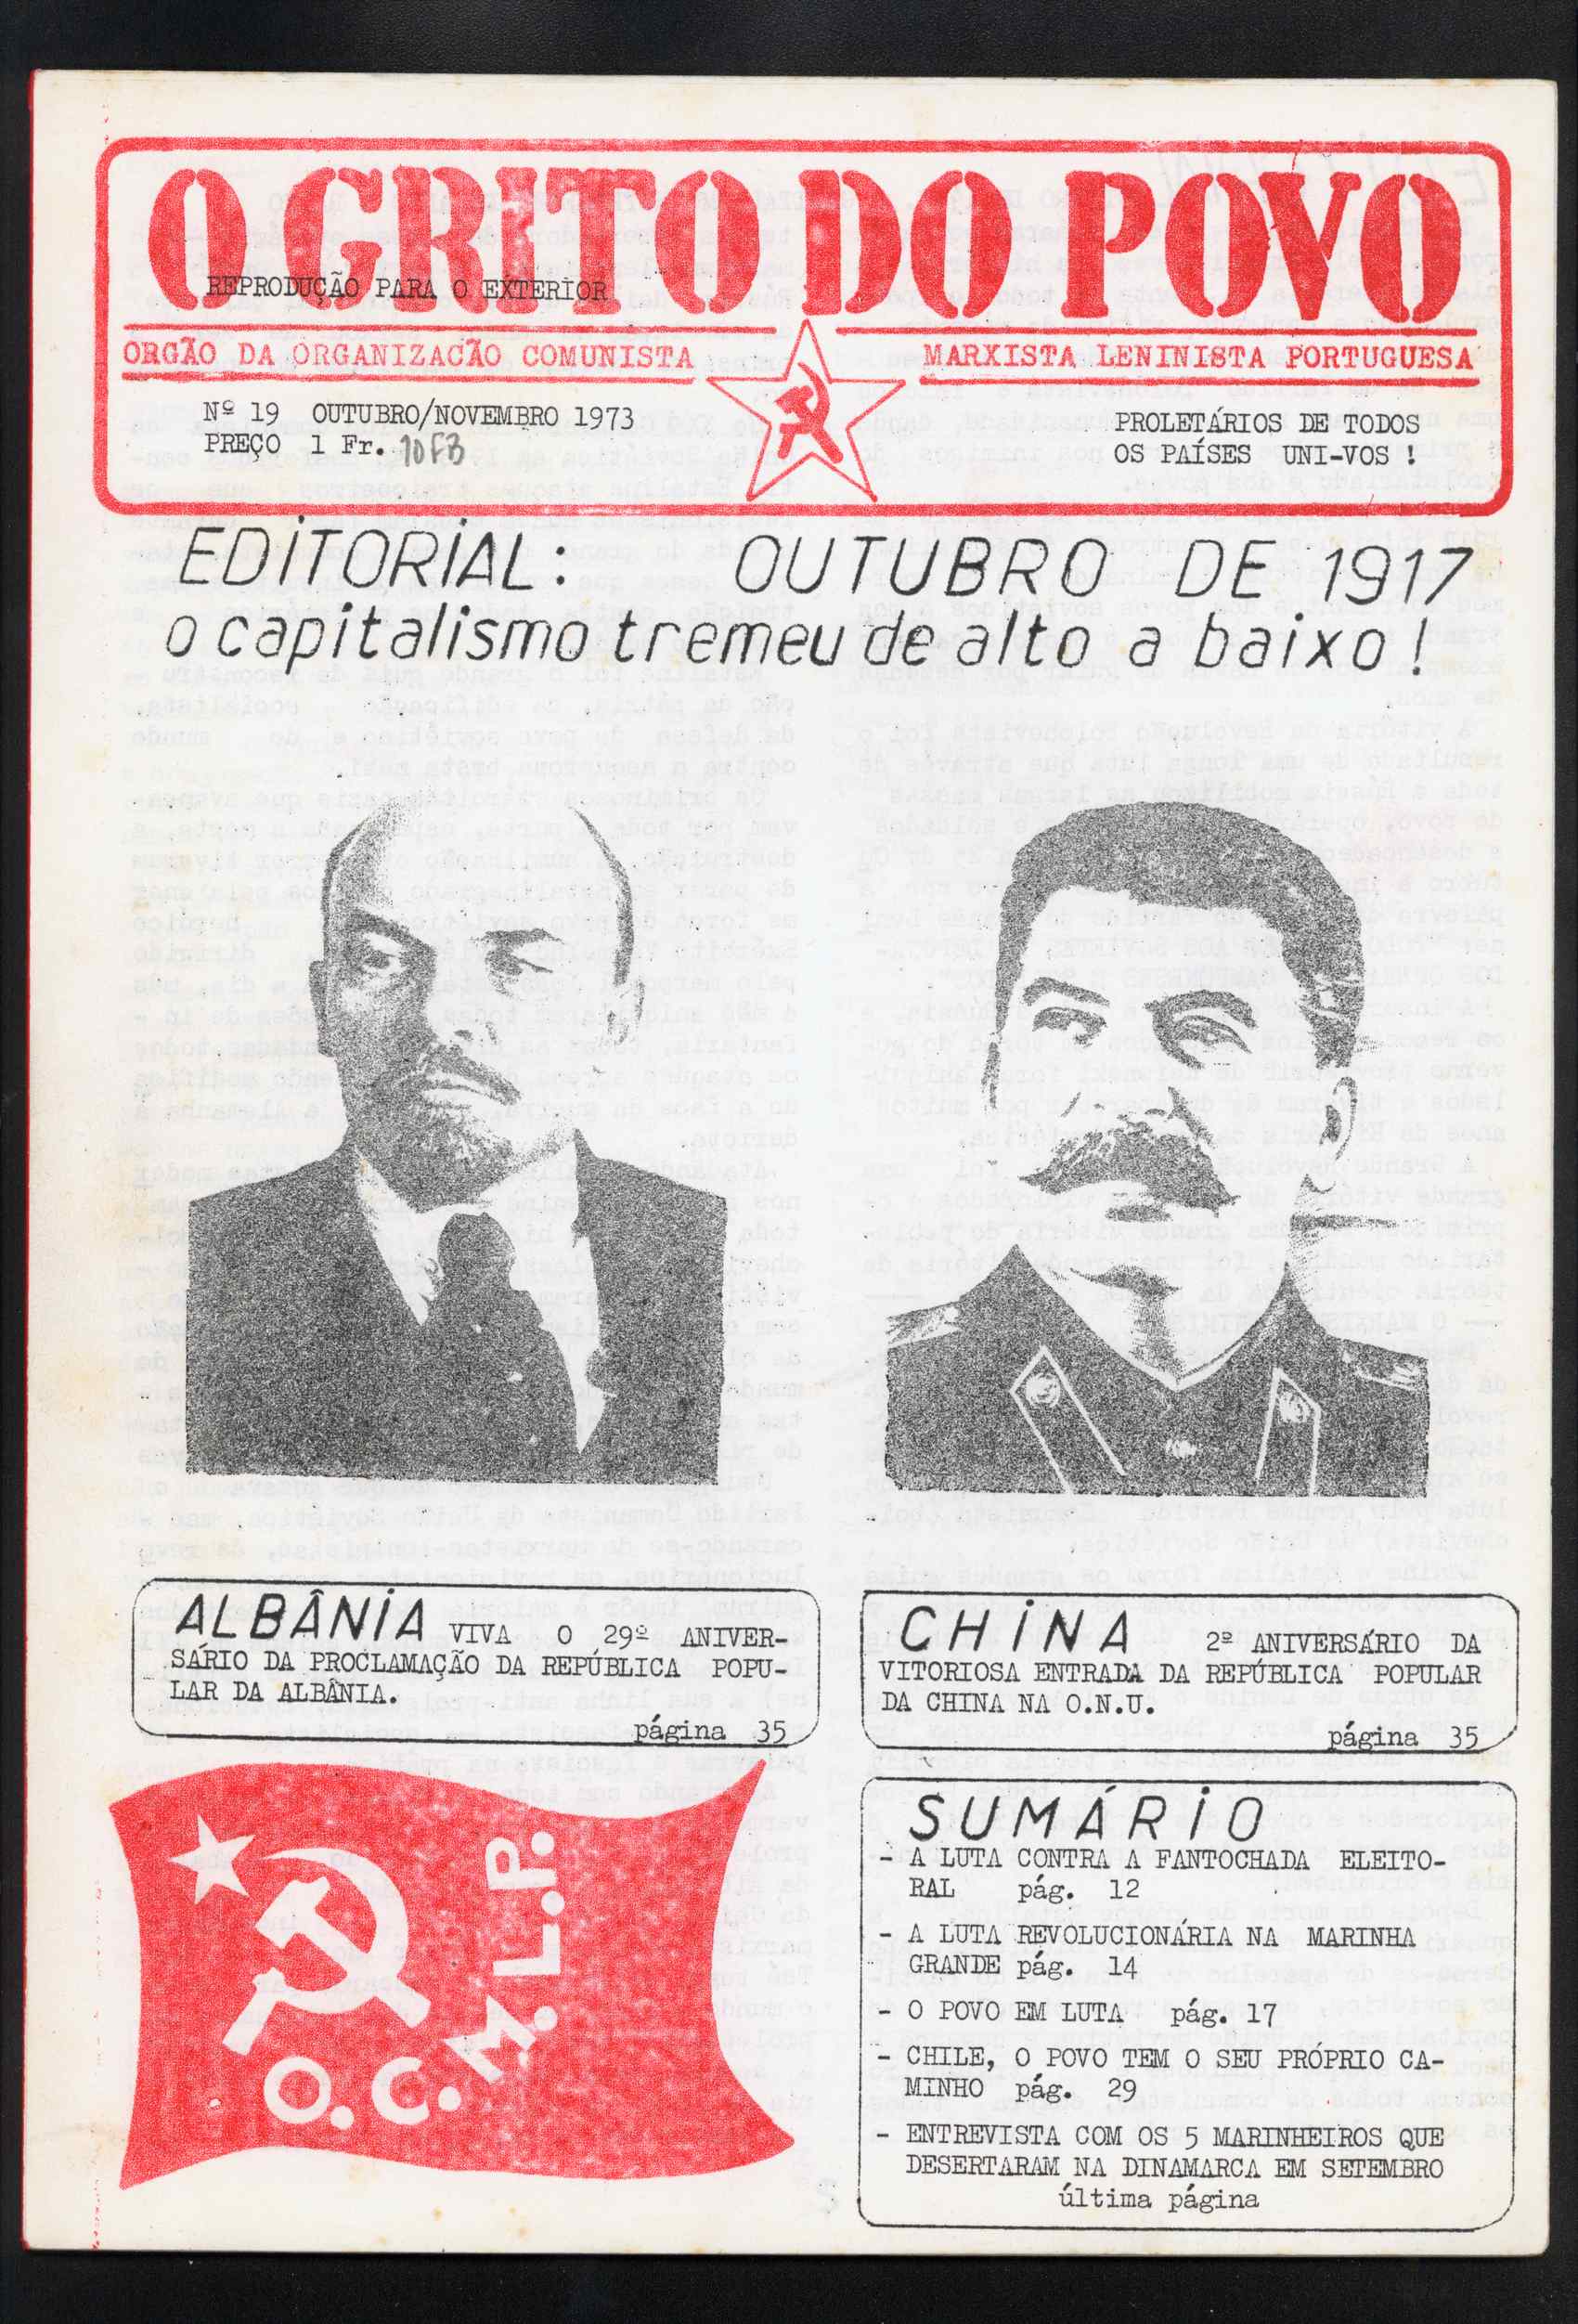 O GRITO DO POVO
REPRODUÇÃO PARA O EXTERIOR
ORGÃO DA ORGANIZACÃO COMUNISTA
MARXISTA LENINISTA PORTUGUESA
Nº 19 OUTUBRO/NOVEMBRO 1973
PREÇO 1 Fr. 10FB
PROLETÁRIOS DE TODOS
OS PAÍSES UNI-VOS !
EDITORIAL: OUTUBRO DE 1917
o capitalismo tremeu de alto a baixo!
ALBÂNIA VIVA O 29º ANIVER-
SÁRIO DA PROCLAMAÇÃO DA REPÚBLICA POPU-
LAR DA ALBÂNIA.
página 35
CHINA 2º ANIVERSÁRIO DA
VITORIOSA ENTRADA DA REPÚBLICA POPULAR
DA CHINA NA O.N.U.
página 35
O.C.M.L.P.
SUMÁRIO
- A LUTA CONTRA A FANTOCHADA ELEITO-
RAL pág. 12
- A LUTA REVOLUCIONÁRIA NA MARINHA
GRANDE pág. 14
- O POVO EM LUTA pág. 17
- CHILE, O POVO TEM O SEU PRÓPRIO CA-
MINHO pág. 29
- ENTREVISTA COM OS 5 MARINHEIROS QUE
DESERTARAM NA DINAMARCA EM SETEMBRO
última página